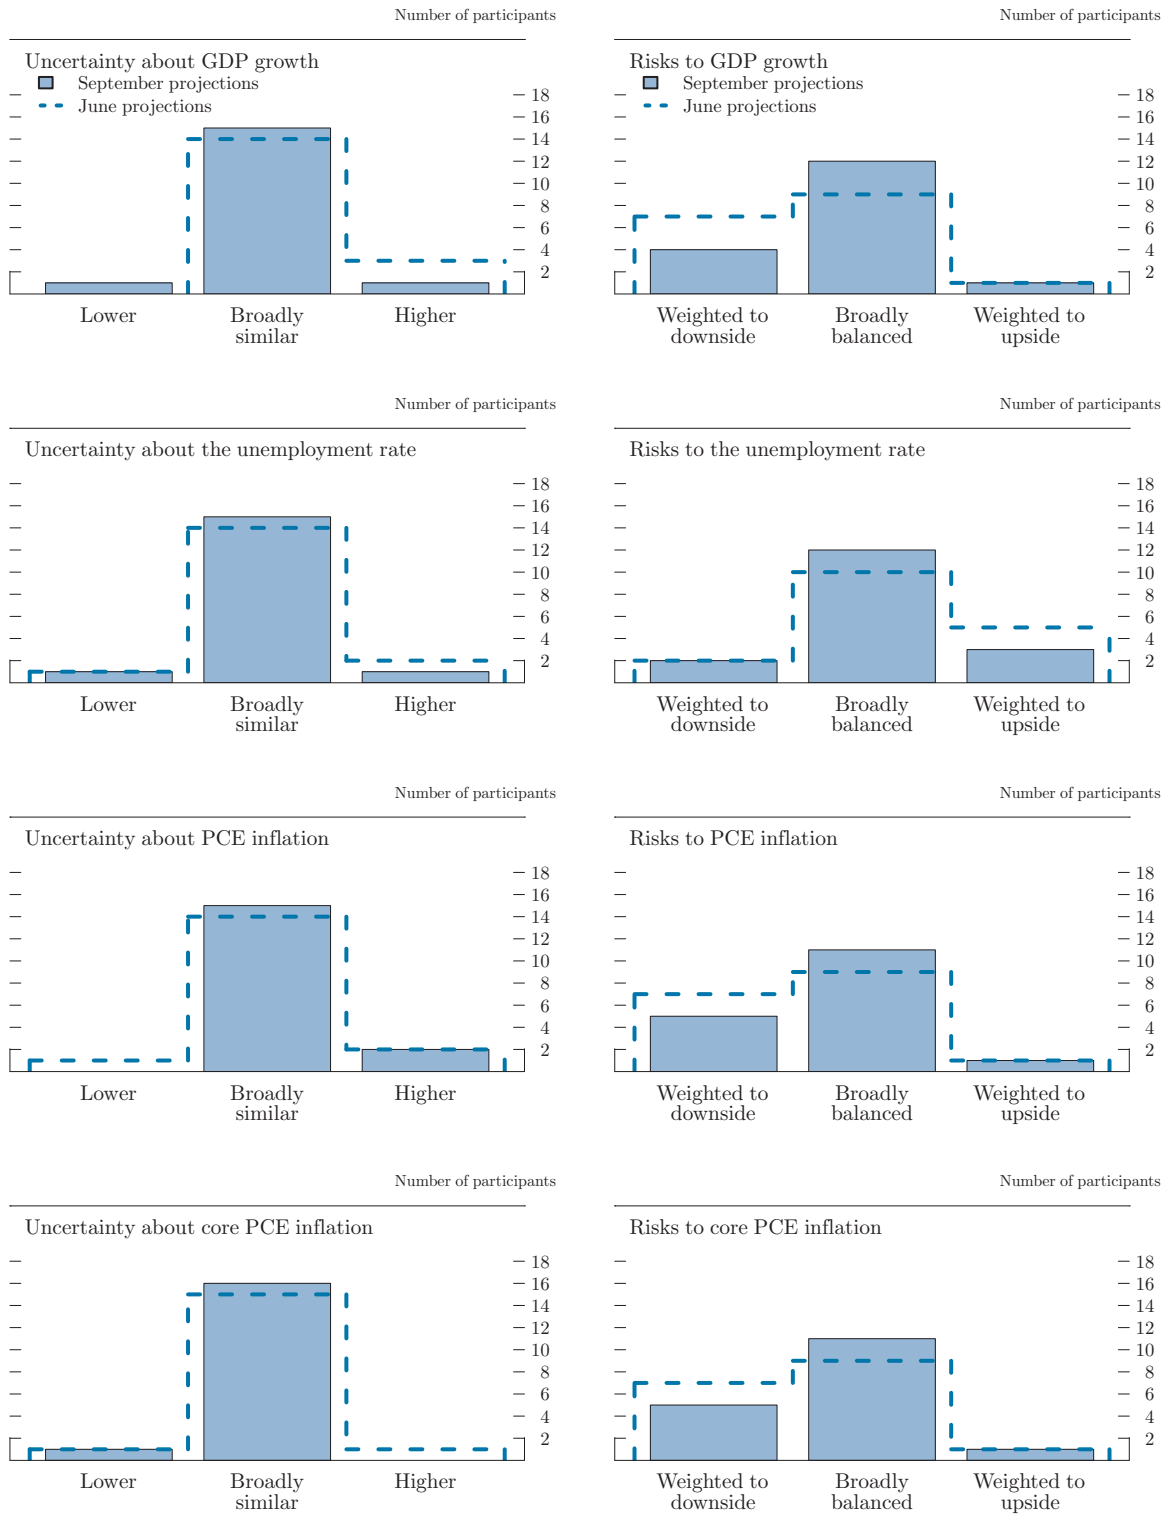 Number of participants
Uncertainty about GDP growth
September projections
June projections
18
16
14
12
10
8
6
4
2
Lower
Broadly
similar
Higher
Number of participants
Risks to GDP growth
September projections
June projections
18
16
14
12
10
8
6
4
2
Weighted to
downside
Broadly
balanced
Weighted to
upside
Number of participants
Uncertainty about the unemployment rate
18
16
14
12
10
8
6
4
2
Lower
Broadly
similar
Higher
Number of participants
Risks to the unemployment rate
18
16
14
12
10
8
6
4
2
Weighted to
downside
Broadly
balanced
Weighted to
upside
Number of participants
Uncertainty about PCE inflation
18
16
14
12
10
8
6
4
2
Lower
Broadly
similar
Higher
Number of participants
Risks to PCE inflation
18
16
14
12
10
8
6
4
2
Weighted to
downside
Broadly
balanced
Weighted to
upside
Number of participants
Uncertainty about core PCE inflation
18
16
14
12
10
8
6
4
2
Lower
Broadly
similar
Higher
Number of participants
Risks to core PCE inflation
18
16
14
12
10
8
6
4
2
Weighted to
downside
Broadly
balanced
Weighted to
upside